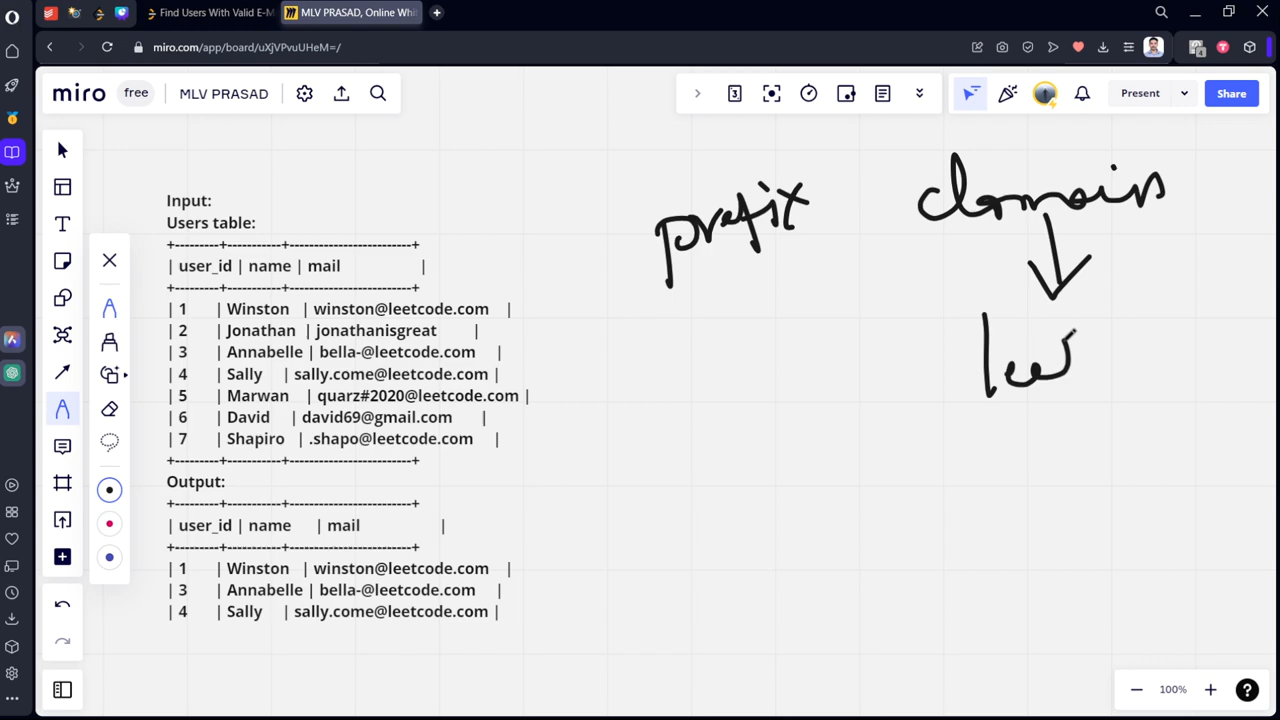 Find Users With Valid E-M
MLV PRASAD, Online Whi
miro.com/app/board/uXjVPvuUHeM=/
miro free MLV PRASAD
3 Present Share
prefix domain
Input:
Users table:
+---------+-----------+-------------------------+
| user_id | name | mail |
+---------+-----------+-------------------------+
| 1 | Winston | winston@leetcode.com |
| 2 | Jonathan | jonathanisgreat |
| 3 | Annabelle | bella-@leetcode.com |
| 4 | Sally | sally.come@leetcode.com |
| 5 | Marwan | quarz#2020@leetcode.com |
| 6 | David | david69@gmail.com |
| 7 | Shapiro | .shapo@leetcode.com |
+---------+-----------+-------------------------+
lee
Output:
+---------+-----------+-------------------------+
| user_id | name | mail |
+---------+-----------+-------------------------+
| 1 | Winston | winston@leetcode.com |
| 3 | Annabelle | bella-@leetcode.com |
| 4 | Sally | sally.come@leetcode.com |
100%